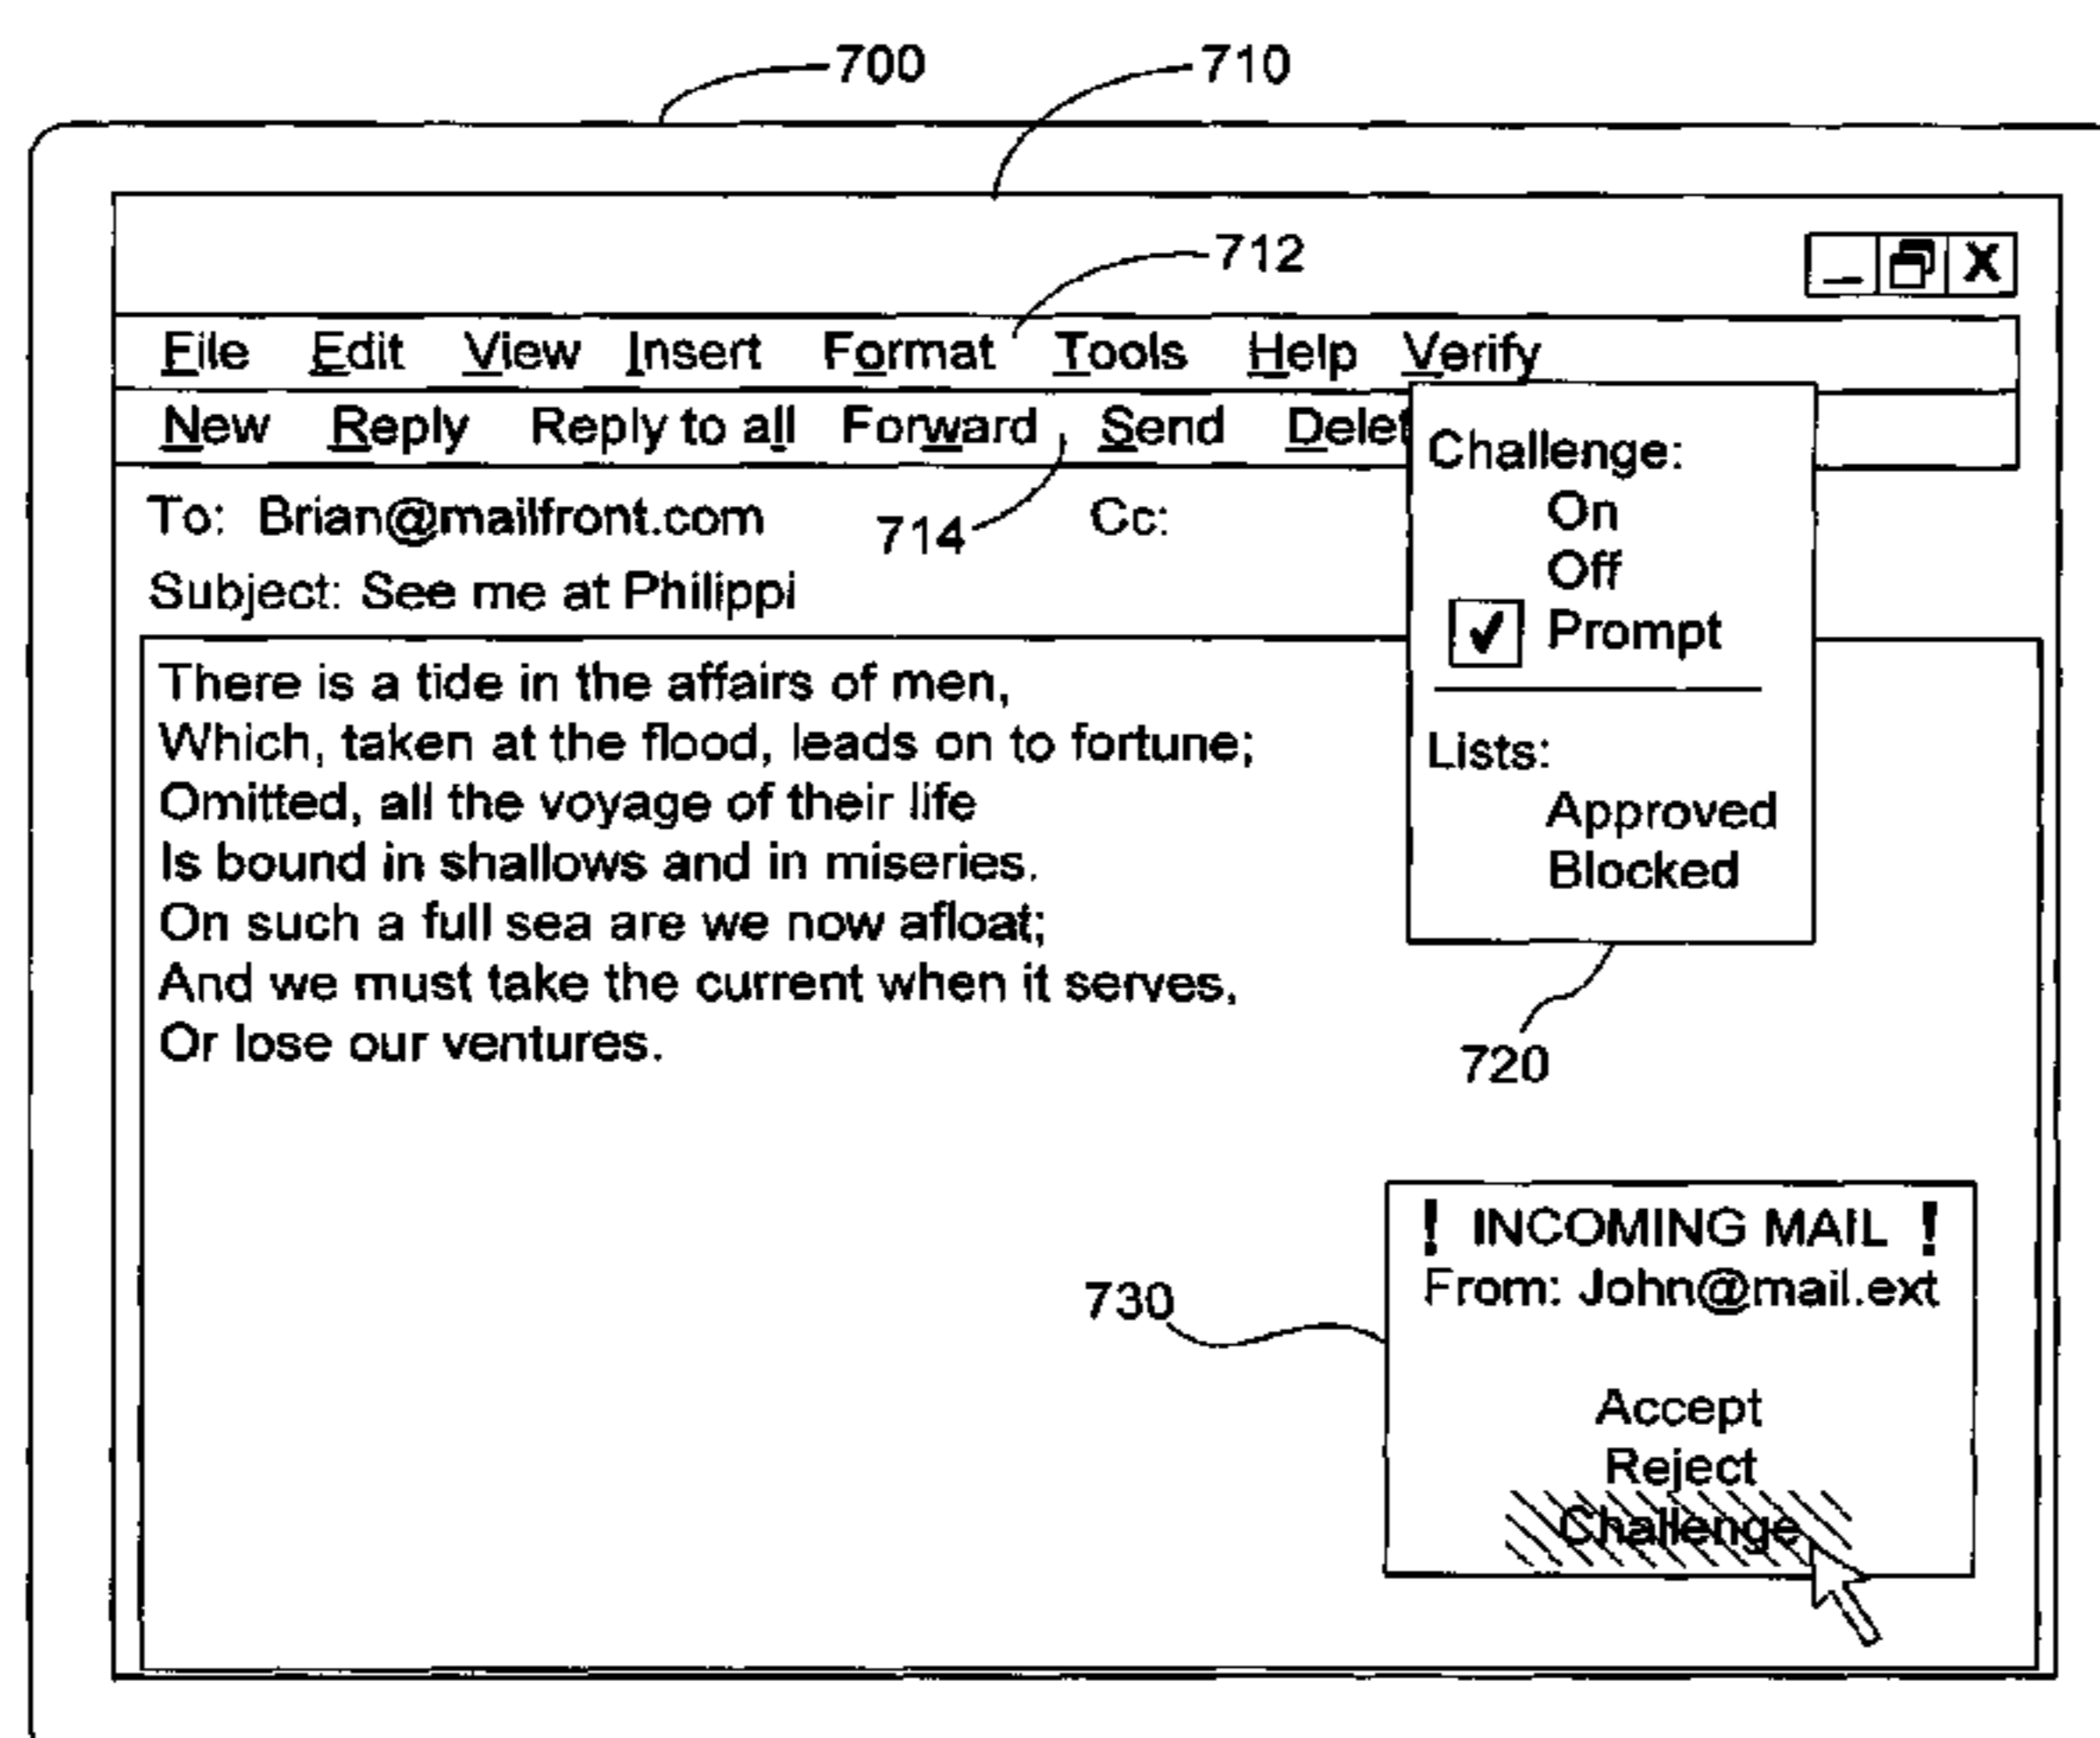 700 710
712
File Edit View Insert Format Tools Help Verify
New Reply Reply to all Forward Send Delet
To: Brian@mailfront.com 714 Cc:
Subject: See me at Philippi
Challenge:
On
Off
Prompt
Lists:
Approved
Blocked
720
There is a tide in the affairs of men,
Which, taken at the flood, leads on to fortune;
Omitted, all the voyage of their life
Is bound in shallows and in miseries.
On such a full sea are we now afloat;
And we must take the current when it serves,
Or lose our ventures.
730
! INCOMING MAIL !
From: John@mail.ext
Accept
Reject
Challenge